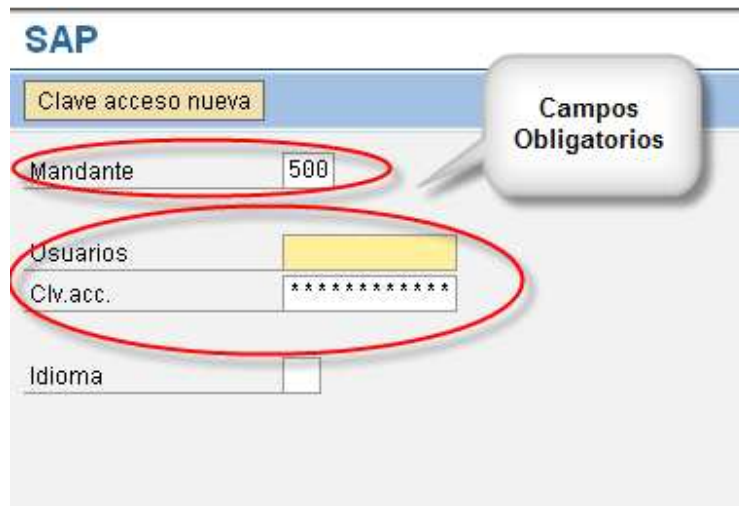 SAP
Clave acceso nueva
Campos
Obligatorios
Mandante 500
Usuarios
Clv.acc. ************
Idioma